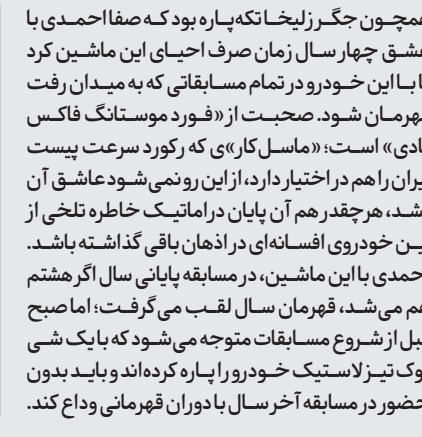 همچون جگر زلیخا تکه‌پاره بود که صفا احمدی با
عشق چهار سال زمان صرف احیای این ماشین کرد
تا با این خودرو در تمام مسابقاتی که به میدان رفت
قهرمان شود. صحبت از «فورد موستانگ فاکس
بادی» است؛ «ماسل‌کار»ی که رکورد سرعت پیست
ایران را هم در اختیار دارد، از این رو نمی‌شود عاشق آن
نشد، هرچقدر هم آن پایان دراماتیک خاطره تلخی از
این خودروی افسانه‌ای در اذهان باقی گذاشته باشد.
احمدی با این ماشین، در مسابقه پایانی سال اگر هشتم
هم می‌شد، قهرمان سال لقب می‌گرفت؛ اما صبح
قبل از شروع مسابقات متوجه می‌شود که با یک شی
نوک تیز لاستیک خودرو را پاره کرده‌اند و باید بدون
حضور در مسابقه آخر سال با دوران قهرمانی وداع کند.